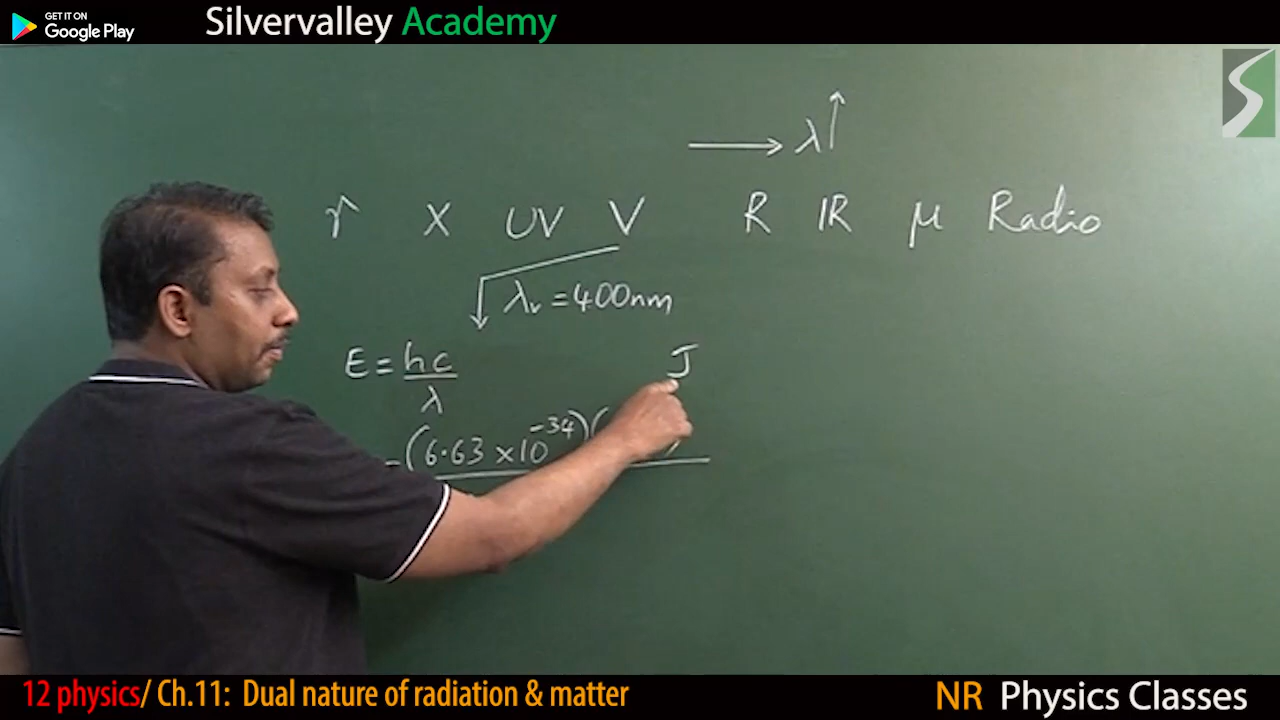 GET IT ON
Google Play
Silvervalley Academy
λ↑
γ X UV V R IR μ Radio
λᵥ = 400nm
E = hc/λ J
= (6.63 × 10⁻³⁴)(
12 physics/ Ch.11: Dual nature of radiation & matter
NR Physics Classes